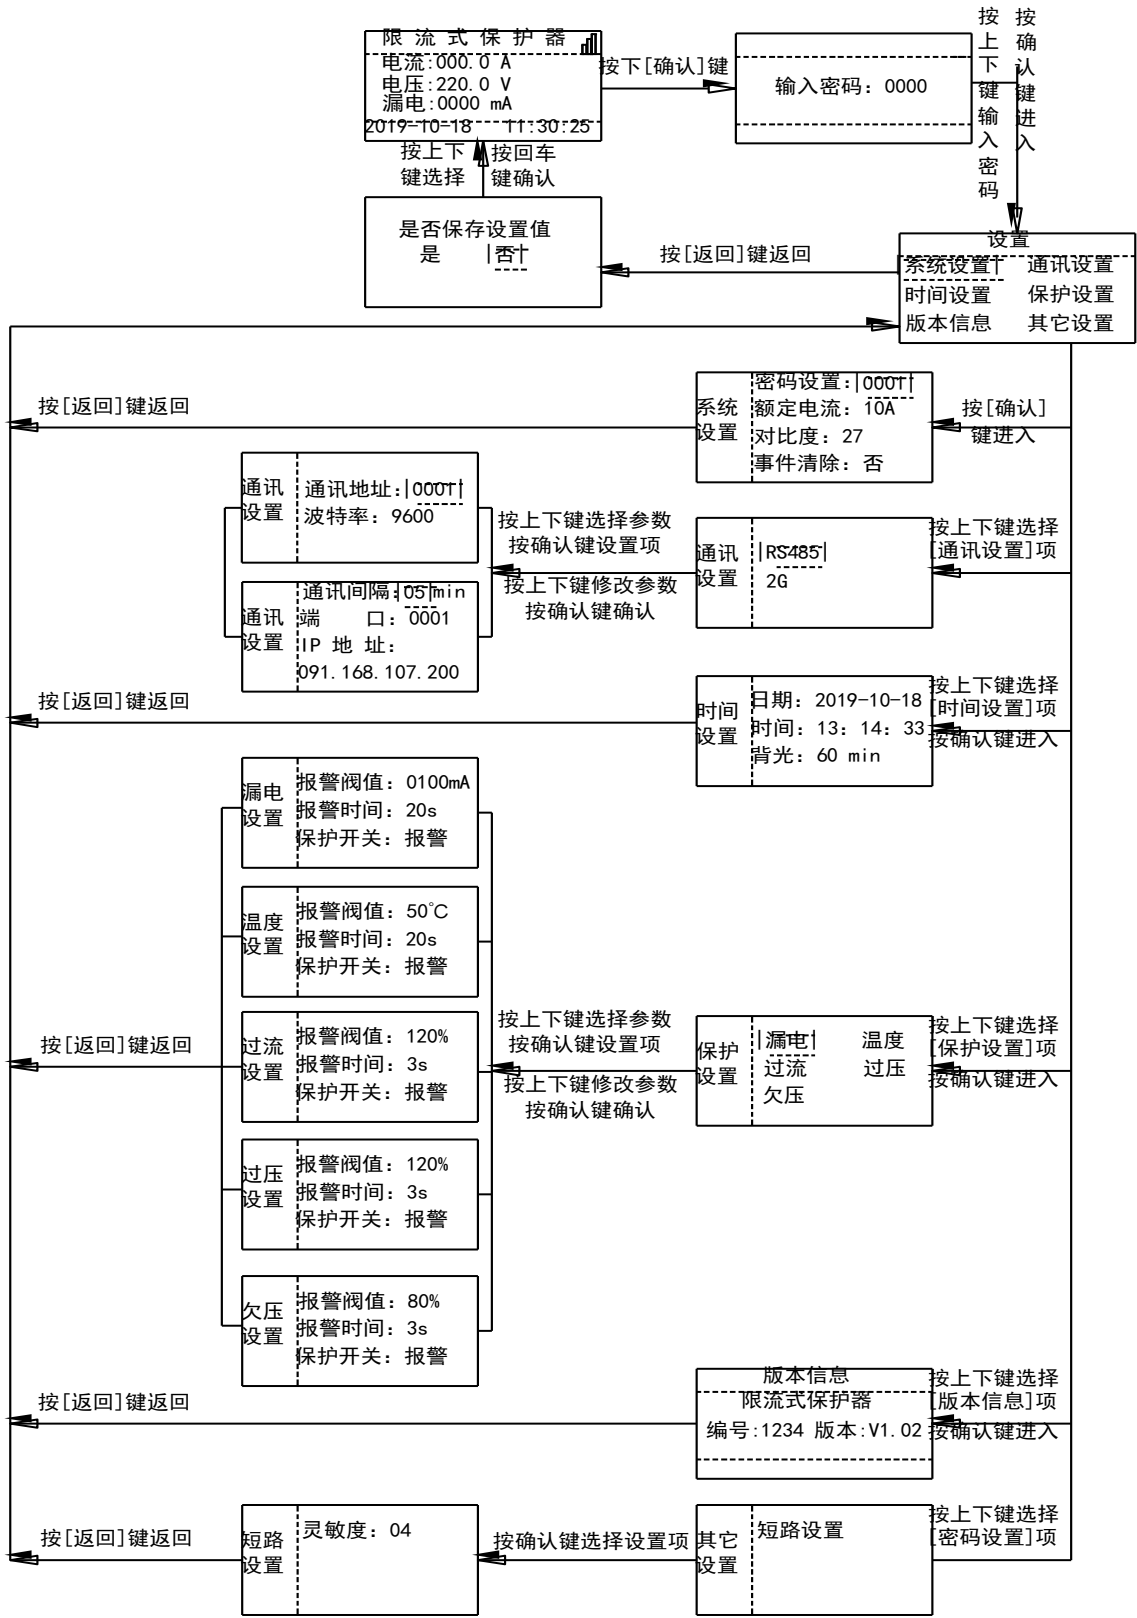 限流式保护器
电流:000.0 A
电压:220.0 V
漏电:0000 mA
2019-10-18 11:30:25
按下[确认]键
输入密码：0000
按上下键输入密码
按确认键进入
按上下
键选择
按回车
键确认
是否保存设置值
是 |否|
按[返回]键返回
设置
|系统设置| 通讯设置
时间设置 保护设置
版本信息 其它设置
按[返回]键返回
系统
设置
密码设置：|0001|
额定电流：10A
对比度：27
事件清除：否
按[确认]
键进入
通讯
设置
通讯地址：|0001|
波特率：9600
通讯
设置
通讯间隔：|05|min
端 口：0001
IP 地 址：
091.168.107.200
按上下键选择参数
按确认键设置项
按上下键修改参数
按确认键确认
通讯
设置
|RS485|
2G
按上下键选择
[通讯设置]项
按[返回]键返回
时间
设置
日期：2019-10-18
时间：13：14：33
背光：60 min
按上下键选择
[时间设置]项
按确认键进入
漏电
设置
报警阀值：0100mA
报警时间：20s
保护开关：报警
温度
设置
报警阀值：50℃
报警时间：20s
保护开关：报警
按[返回]键返回
过流
设置
报警阀值：120%
报警时间：3s
保护开关：报警
按上下键选择参数
按确认键设置项
按上下键修改参数
按确认键确认
保护
设置
|漏电| 温度
过流 过压
欠压
按上下键选择
[保护设置]项
按确认键进入
过压
设置
报警阀值：120%
报警时间：3s
保护开关：报警
欠压
设置
报警阀值：80%
报警时间：3s
保护开关：报警
按[返回]键返回
版本信息
限流式保护器
编号:1234 版本:V1.02
按上下键选择
[版本信息]项
按确认键进入
按[返回]键返回
短路
设置
灵敏度：04
按确认键选择设置项
其它
设置
短路设置
按上下键选择
[密码设置]项